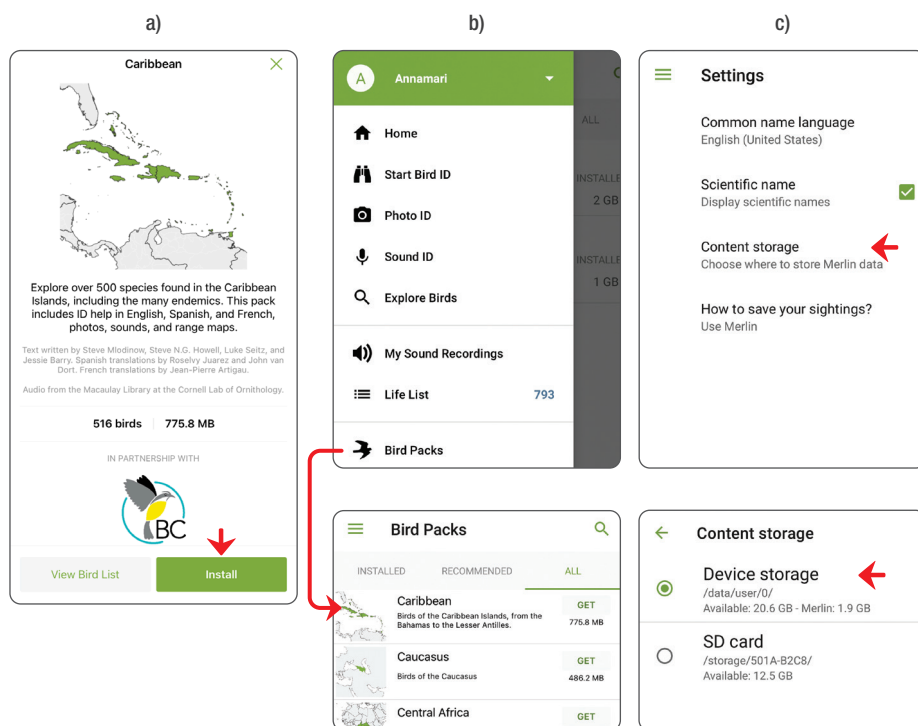 a)
Caribbean
Explore over 500 species found in the Caribbean
Islands, including the many endemics. This pack
includes ID help in English, Spanish, and French,
photos, sounds, and range maps.
Text written by Steve Mlodinow, Steve N.G. Howell, Luke Seitz, and
Jessie Barry. Spanish translations by Roselvy Juarez and John van
Dort. French translations by Jean-Pierre Artigau.
Audio from the Macaulay Library at the Cornell Lab of Ornithology.
516 birds 775.8 MB
IN PARTNERSHIP WITH
BC
View Bird List Install
b)
A Annamari
Home
Start Bird ID
Photo ID
Sound ID
Explore Birds
My Sound Recordings
Life List 793
Bird Packs
ALL
INSTALLE
2 GB
INSTALLE
1 GB
Bird Packs
INSTALLED RECOMMENDED ALL
Caribbean
Birds of the Caribbean Islands, from the
Bahamas to the Lesser Antilles.
GET
775.8 MB
Caucasus
Birds of the Caucasus
GET
486.2 MB
Central Africa
GET
c)
Settings
Common name language
English (United States)
Scientific name
Display scientific names
Content storage
Choose where to store Merlin data
How to save your sightings?
Use Merlin
Content storage
Device storage
/data/user/0/
Available: 20.6 GB - Merlin: 1.9 GB
SD card
/storage/501A-B2C8/
Available: 12.5 GB